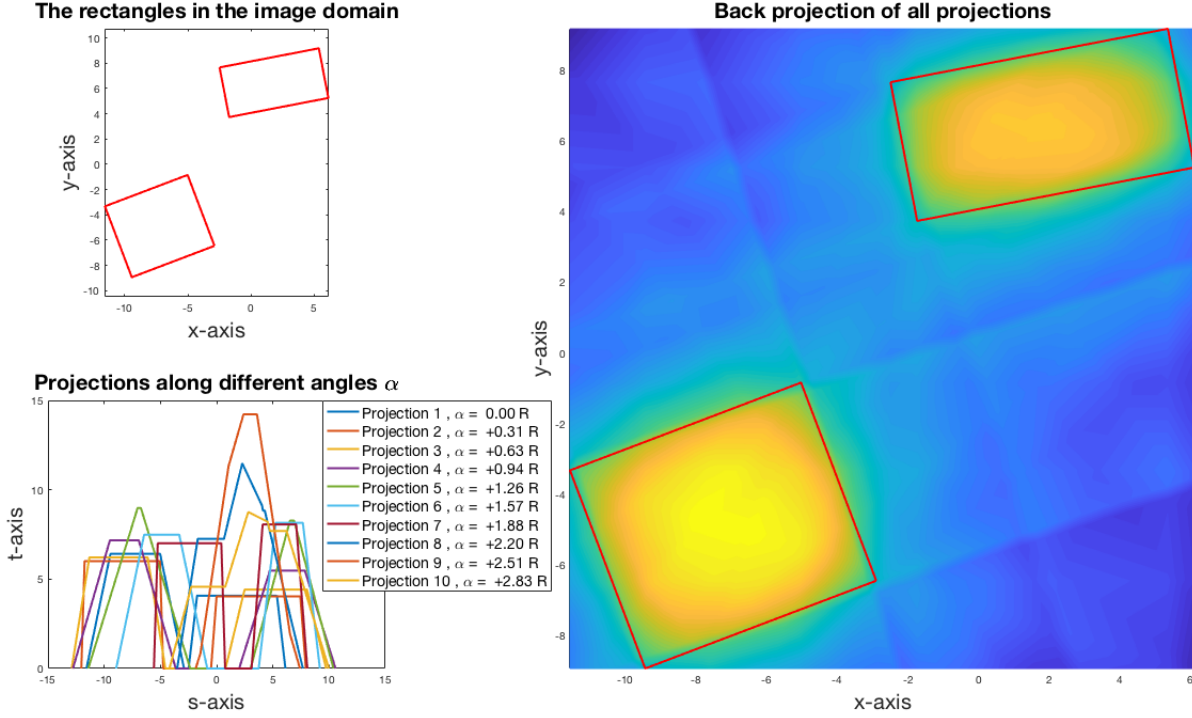 The rectangles in the image domain
10
8
6
4
2
0
-2
-4
-6
-8
-10
y-axis
-10
-5
0
5
x-axis
Projections along different angles α
15
10
5
0
t-axis
-15
-10
-5
0
5
10
15
s-axis
Projection 1 , α = 0.00 R
Projection 2 , α = +0.31 R
Projection 3 , α = +0.63 R
Projection 4 , α = +0.94 R
Projection 5 , α = +1.26 R
Projection 6 , α = +1.57 R
Projection 7 , α = +1.88 R
Projection 8 , α = +2.20 R
Projection 9 , α = +2.51 R
Projection 10 , α = +2.83 R
Back projection of all projections
8
6
4
2
0
-2
-4
-6
-8
y-axis
-10
-8
-6
-4
-2
0
2
4
6
x-axis